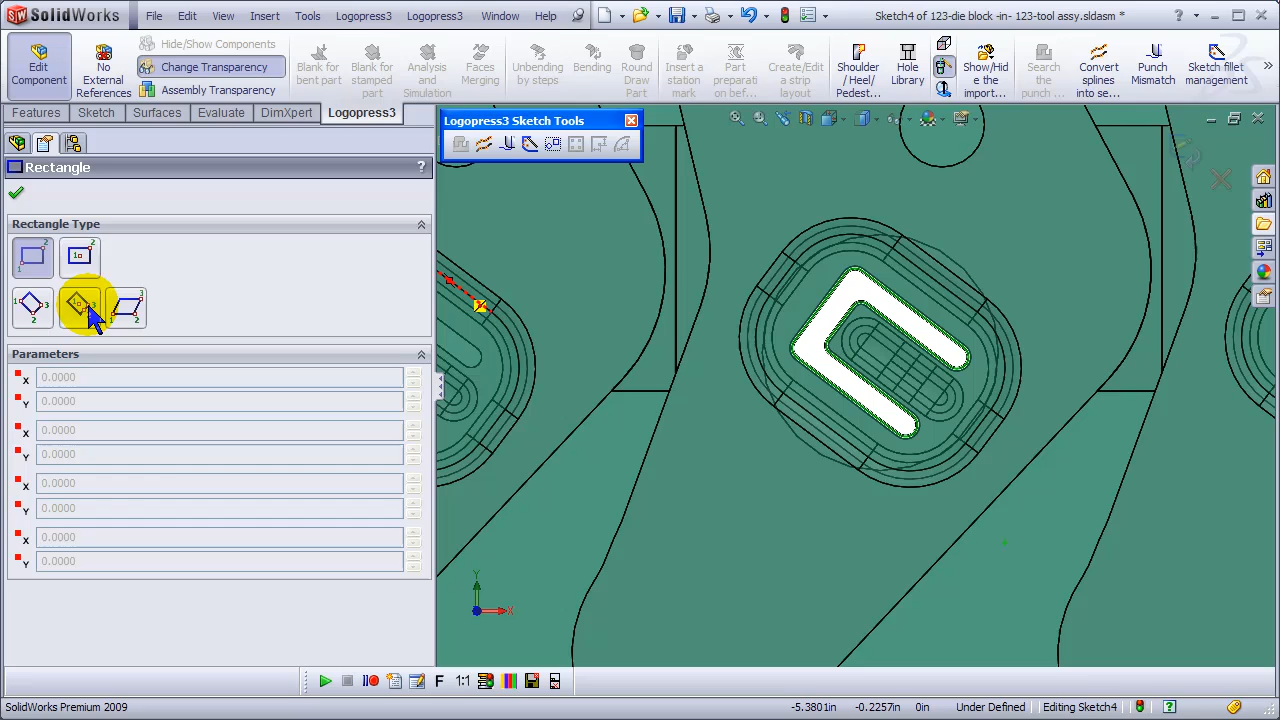 SolidWorks File Edit View Insert Tools Logopress3 Logopress3 Window Help Sketch4 of 123-die block -in- 123-tool assy.sldasm *
Edit Component
No External References
Hide/Show Components
Change Transparency
Assembly Transparency
Blank for bent part
Blank for stamped part
Analysis and Simulation
Faces Merging
Unbending by steps
Bending
Round Draw Part
Insert a station mark
Part preparati on bef...
Create/Edit a strip layout
Shoulder / Heel/ Pedest...
Hole Library
Show/Hid e the import...
Search the punch ...
Convert splines into se...
Punch Mismatch
Sketch fillet management
Features Sketch Surfaces Evaluate DimXpert Logopress3
Logopress3 Sketch Tools
Rectangle ?
Rectangle Type
Parameters
X 0.0000
Y 0.0000
X 0.0000
Y 0.0000
X 0.0000
Y 0.0000
X 0.0000
Y 0.0000
Y
X
F 1:1
SolidWorks Premium 2009 -5.3801in -0.2257in 0in Under Defined Editing Sketch4